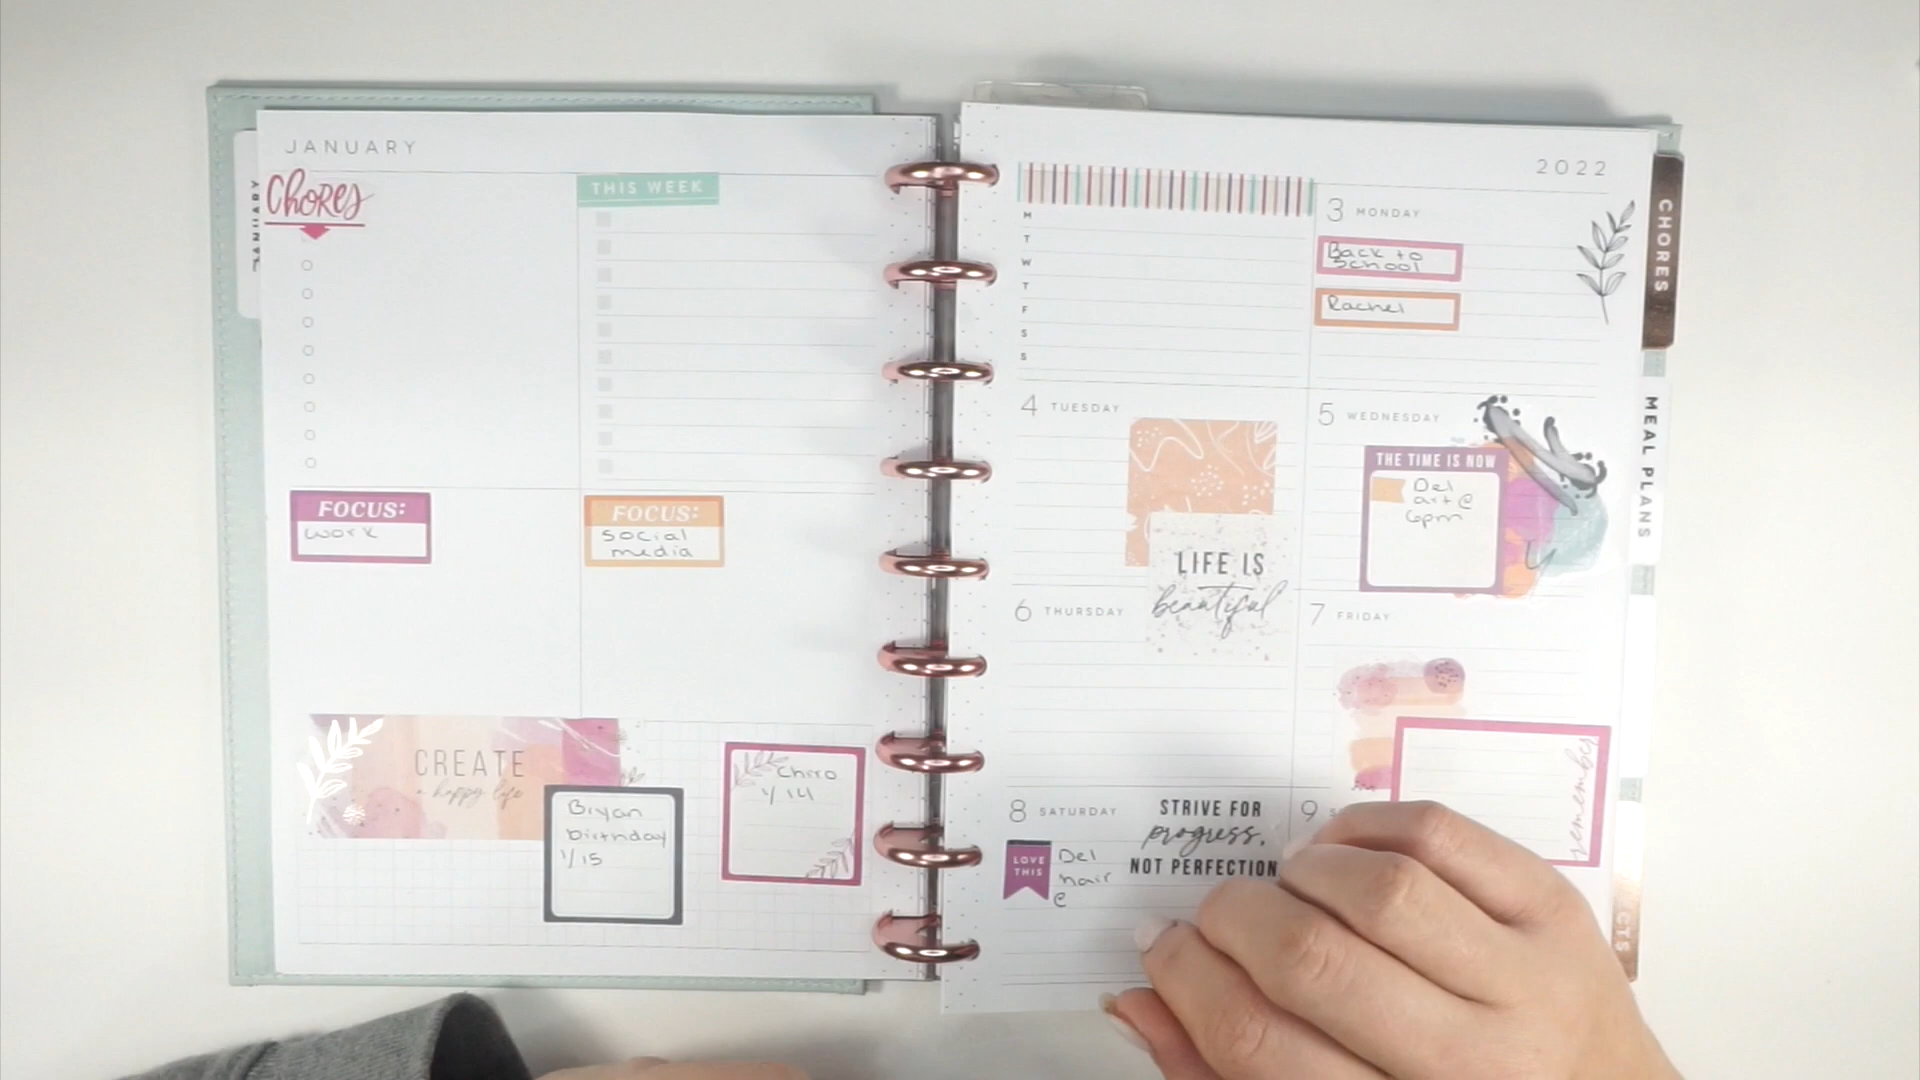 JANUARY
Chores
THIS WEEK
FOCUS:
work
FOCUS:
social
media
CREATE
a happy life
Bryan
birthday
1/15
Chiro
1/14
2022
M
T
W
T
F
S
S
3 MONDAY
Back to
School
Rachel
4 TUESDAY
LIFE IS
beautiful
5 WEDNESDAY
THE TIME IS NOW
Del
art @
6pm
6 THURSDAY
7 FRIDAY
remember
8 SATURDAY
LOVE
THIS
Del
hair
@
STRIVE FOR
progress,
NOT PERFECTION
9 S
CHORES
MEAL PLANS
CTS